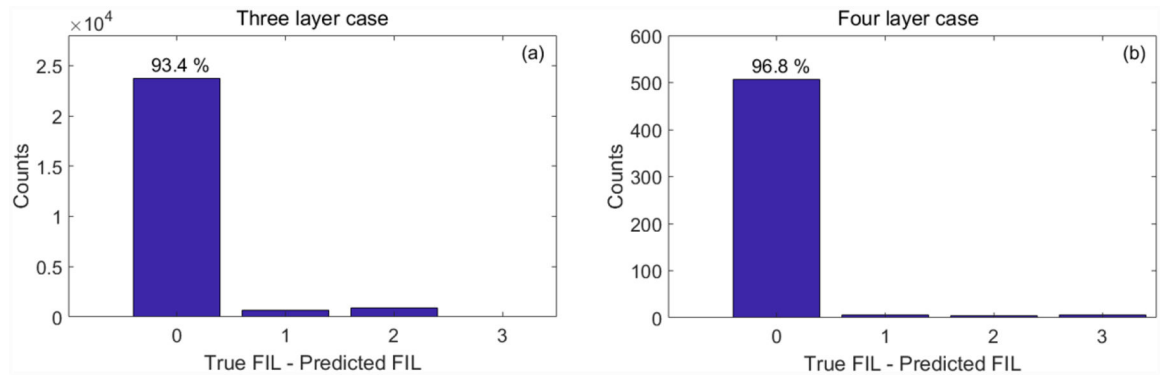 Three layer case
×10⁴
(a)
93.4 %
2.5
2
1.5
1
0.5
0
Counts
0 1 2 3
True FIL - Predicted FIL
Four layer case
(b)
96.8 %
600
500
400
300
200
100
0
Counts
0 1 2 3
True FIL - Predicted FIL